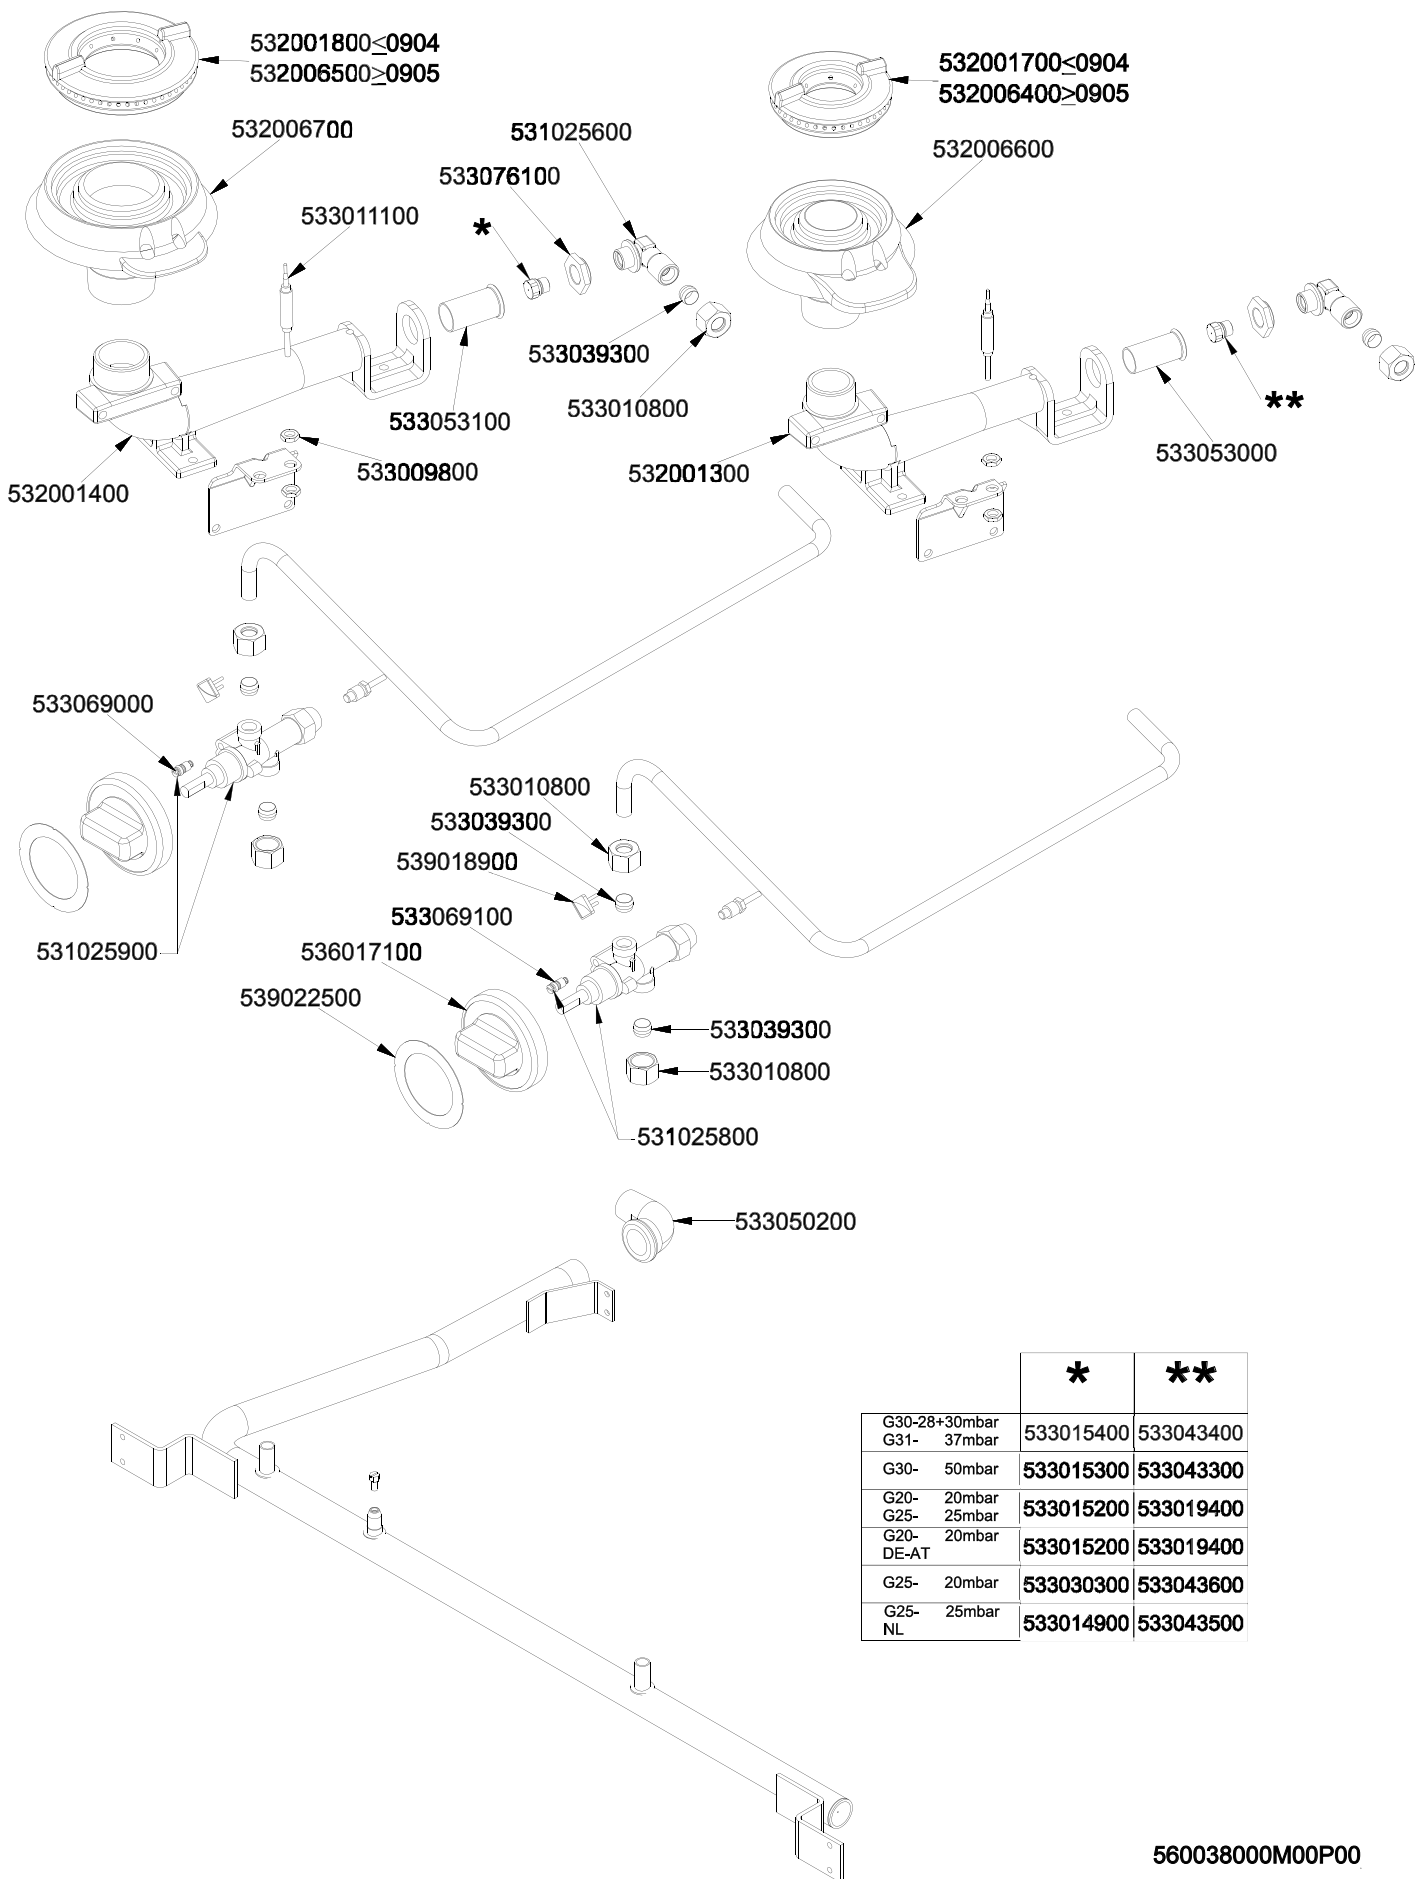 532001800≤0904
532006500≥0905
532006700
533011100
*
533076100
531025600
533039300
533010800
533053100
533009800
532001400
532001700≤0904
532006400≥0905
532006600
**
533053000
532001300
533069000
531025900
533010800
533039300
539018900
533069100
536017100
539022500
533039300
533010800
531025800
533050200
* **
G30-28+30mbar
G31- 37mbar 533015400 533043400
G30- 50mbar 533015300 533043300
G20- 20mbar
G25- 25mbar 533015200 533019400
G20- 20mbar
DE-AT 533015200 533019400
G25- 20mbar 533030300 533043600
G25- 25mbar
NL 533014900 533043500
560038000M00P00